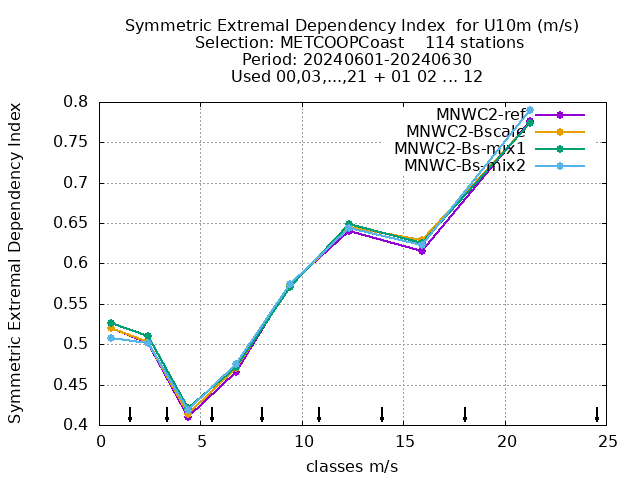 Symmetric Extremal Dependency Index  for U10m (m/s)
Selection: METCOOPCoast    114 stations
Period: 20240601-20240630
Used 00,03,...,21 + 01 02 ... 12
Symmetric Extremal Dependency Index
0.8
0.75
0.7
0.65
0.6
0.55
0.5
0.45
0.4
MNWC2-ref
MNWC2-Bscale
MNWC2-Bs-mix1
MNWC-Bs-mix2
0
5
10
15
20
25
classes m/s